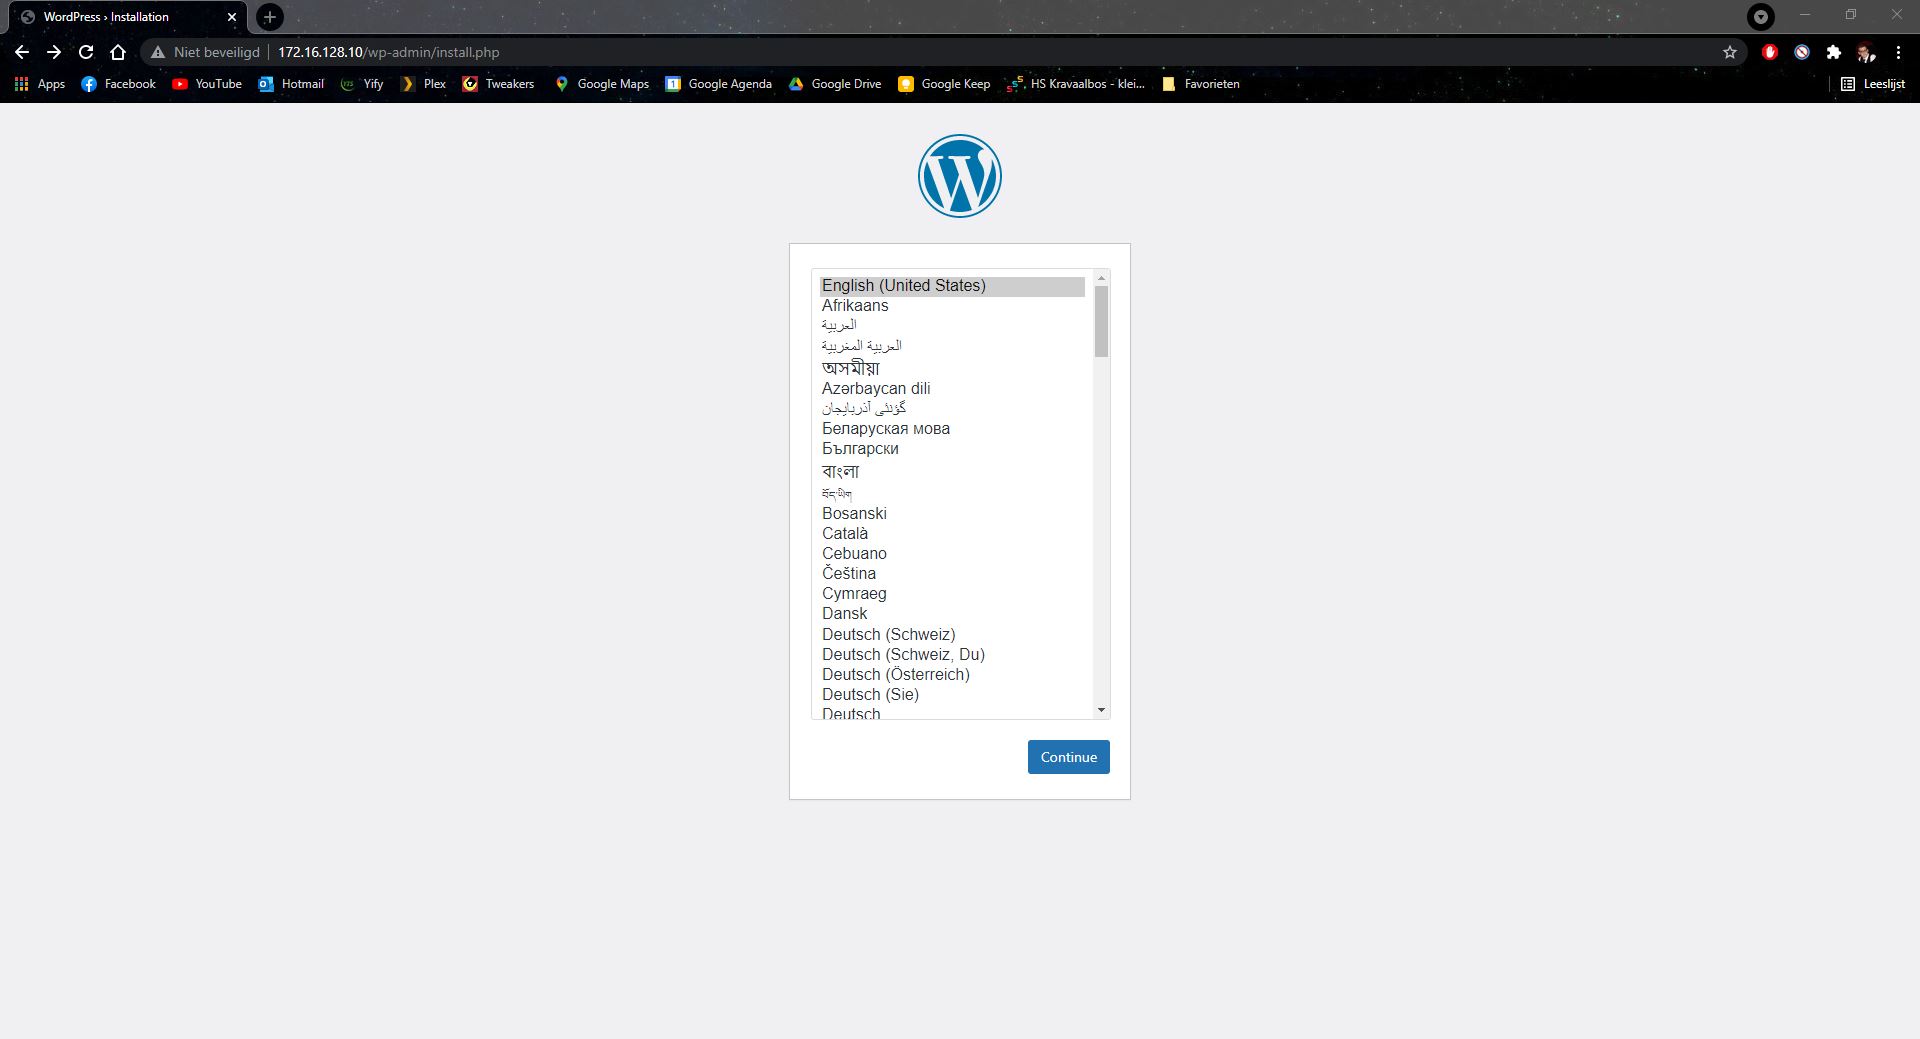 WordPress › Installation
Niet beveiligd 172.16.128.10/wp-admin/install.php
Apps Facebook YouTube Hotmail Yify Plex Tweakers Google Maps Google Agenda Google Drive Google Keep HS Kravaalbos - klei... Favorieten Leeslijst
English (United States)
Afrikaans
العربية
العربية المغربية
অসমীয়া
Azərbaycan dili
گؤنئی آذربایجان
Беларуская мова
Български
বাংলা
བོད་ཡིག
Bosanski
Català
Cebuano
Čeština
Cymraeg
Dansk
Deutsch (Schweiz)
Deutsch (Schweiz, Du)
Deutsch (Österreich)
Deutsch (Sie)
Deutsch
Continue